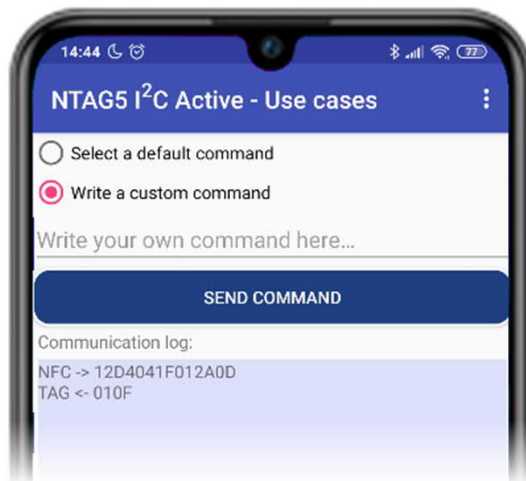 14:44
77
NTAG5 I²C Active - Use cases
Select a default command
Write a custom command
Write your own command here...
SEND COMMAND
Communication log:
NFC -> 12D4041F012A0D
TAG <- 010F